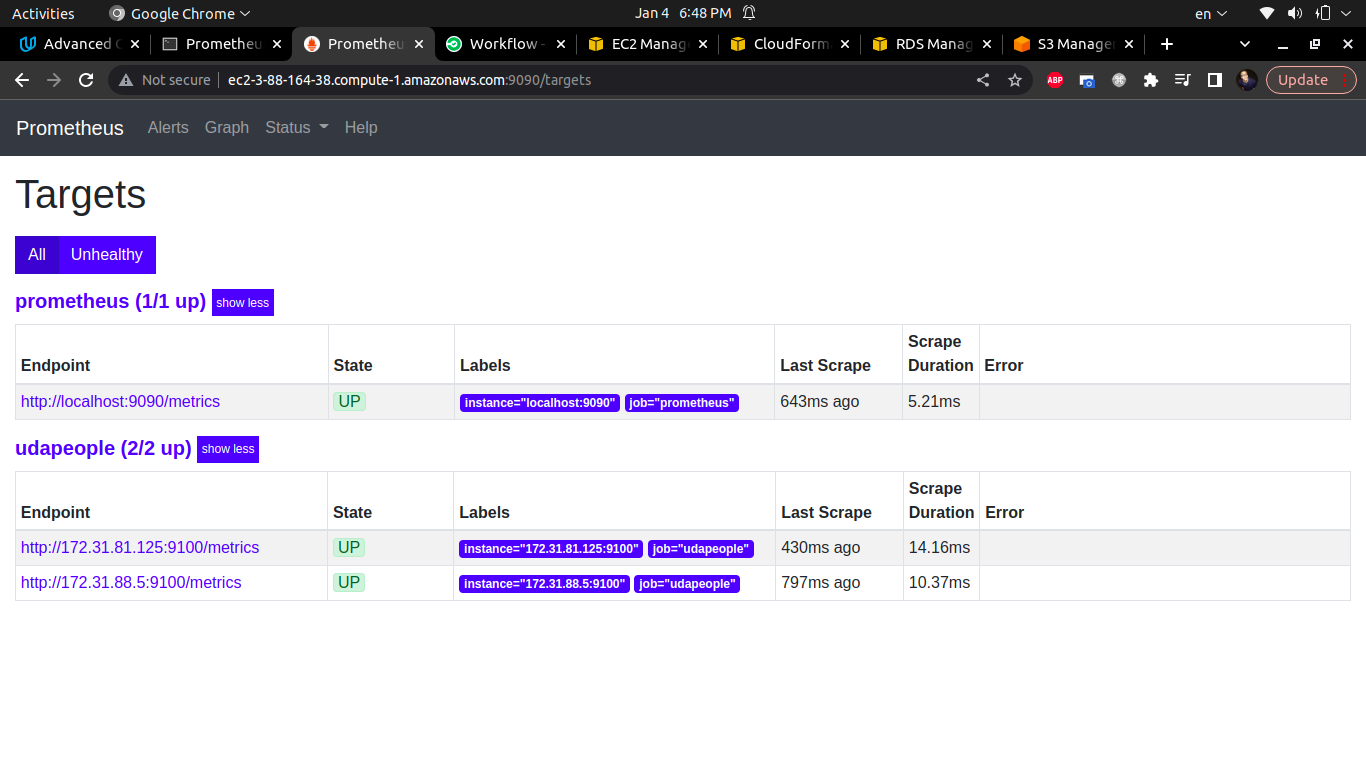 Activities Google Chrome Jan 4 6:48 PM en
Advanced Prometheu Prometheu Workflow - EC2 Manag CloudForm RDS Manag S3 Manage
Not secure ec2-3-88-164-38.compute-1.amazonaws.com:9090/targets ABP Update
Prometheus Alerts Graph Status Help
Targets
All Unhealthy
prometheus (1/1 up) show less
Endpoint State Labels Last Scrape Scrape Duration Error
http://localhost:9090/metrics UP instance="localhost:9090" job="prometheus" 643ms ago 5.21ms
udapeople (2/2 up) show less
Endpoint State Labels Last Scrape Scrape Duration Error
http://172.31.81.125:9100/metrics UP instance="172.31.81.125:9100" job="udapeople" 430ms ago 14.16ms
http://172.31.88.5:9100/metrics UP instance="172.31.88.5:9100" job="udapeople" 797ms ago 10.37ms